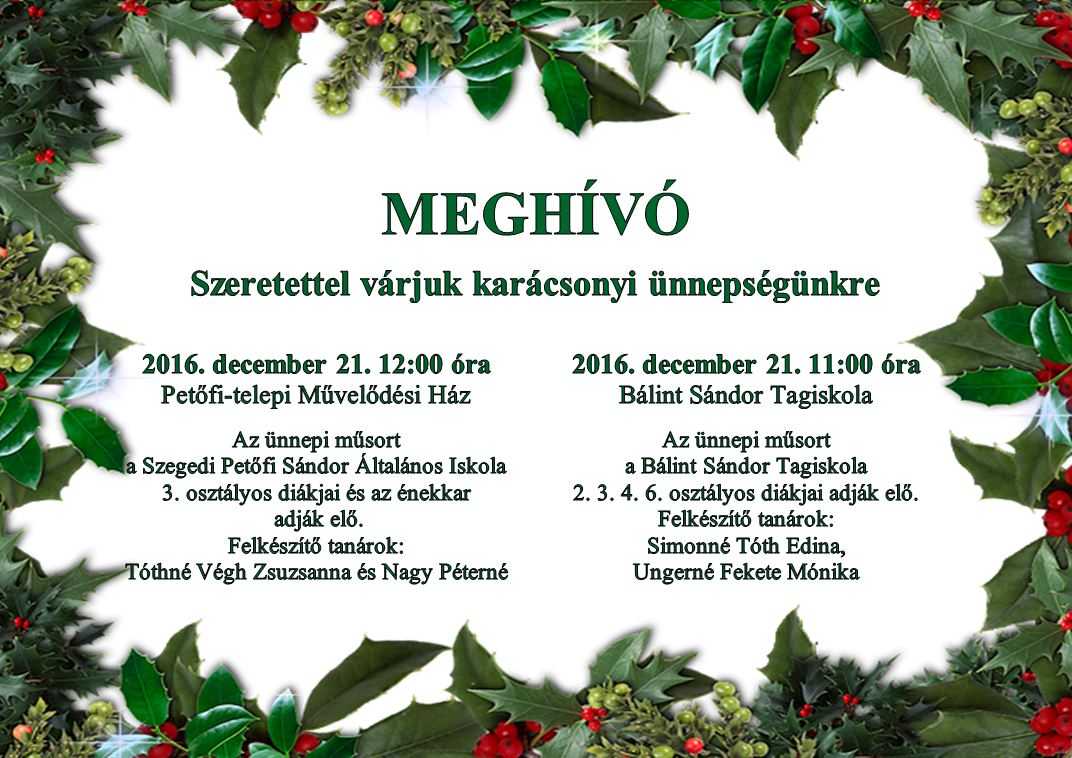 MEGHÍVÓ
Szeretettel várjuk karácsonyi ünnepségünkre
2016. december 21. 12:00 óra
Petőfi-telepi Művelődési Ház
Az ünnepi műsort
a Szegedi Petőfi Sándor Általános Iskola
3. osztályos diákjai és az énekkar
adják elő.
Felkészítő tanárok:
Tóthné Végh Zsuzsanna és Nagy Péterné
2016. december 21. 11:00 óra
Bálint Sándor Tagiskola
Az ünnepi műsort
a Bálint Sándor Tagiskola
2. 3. 4. 6. osztályos diákjai adják elő.
Felkészítő tanárok:
Simonné Tóth Edina,
Ungerné Fekete Mónika